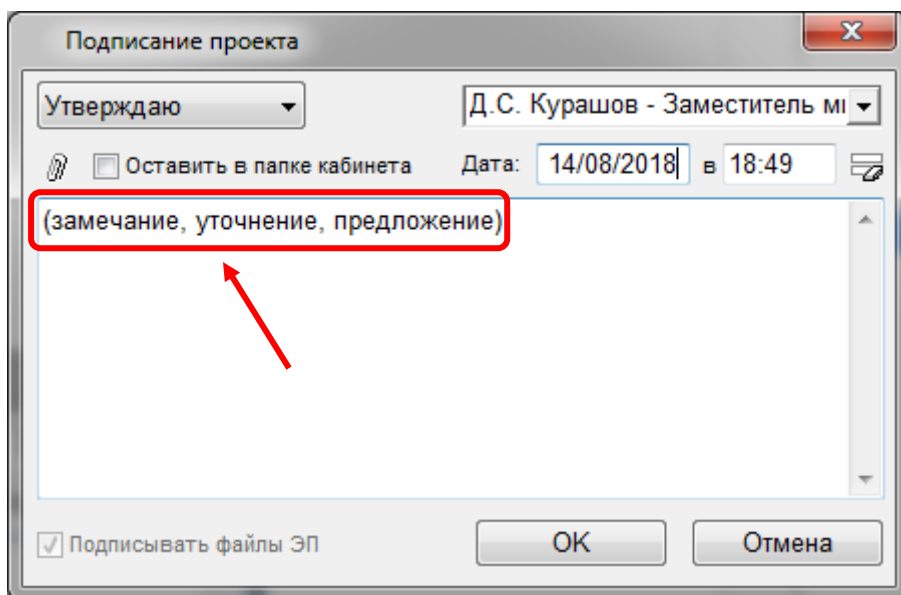 Подписание проекта
Утверждаю
Д.С. Курашов - Заместитель
Оставить в папке кабинета Дата: 14/08/2018 в 18:49
(замечание, уточнение, предложение)
Подписывать файлы ЭП
OK
Отмена